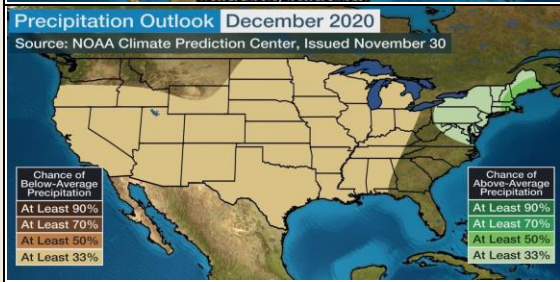 Precipitation Outlook December 2020
Source: NOAA Climate Prediction Center, Issued November 30
Chance of
Below-Average
Precipitation
At Least 90%
At Least 70%
At Least 50%
At Least 33%
Chance of
Above-Average
Precipitation
At Least 90%
At Least 70%
At Least 50%
At Least 33%